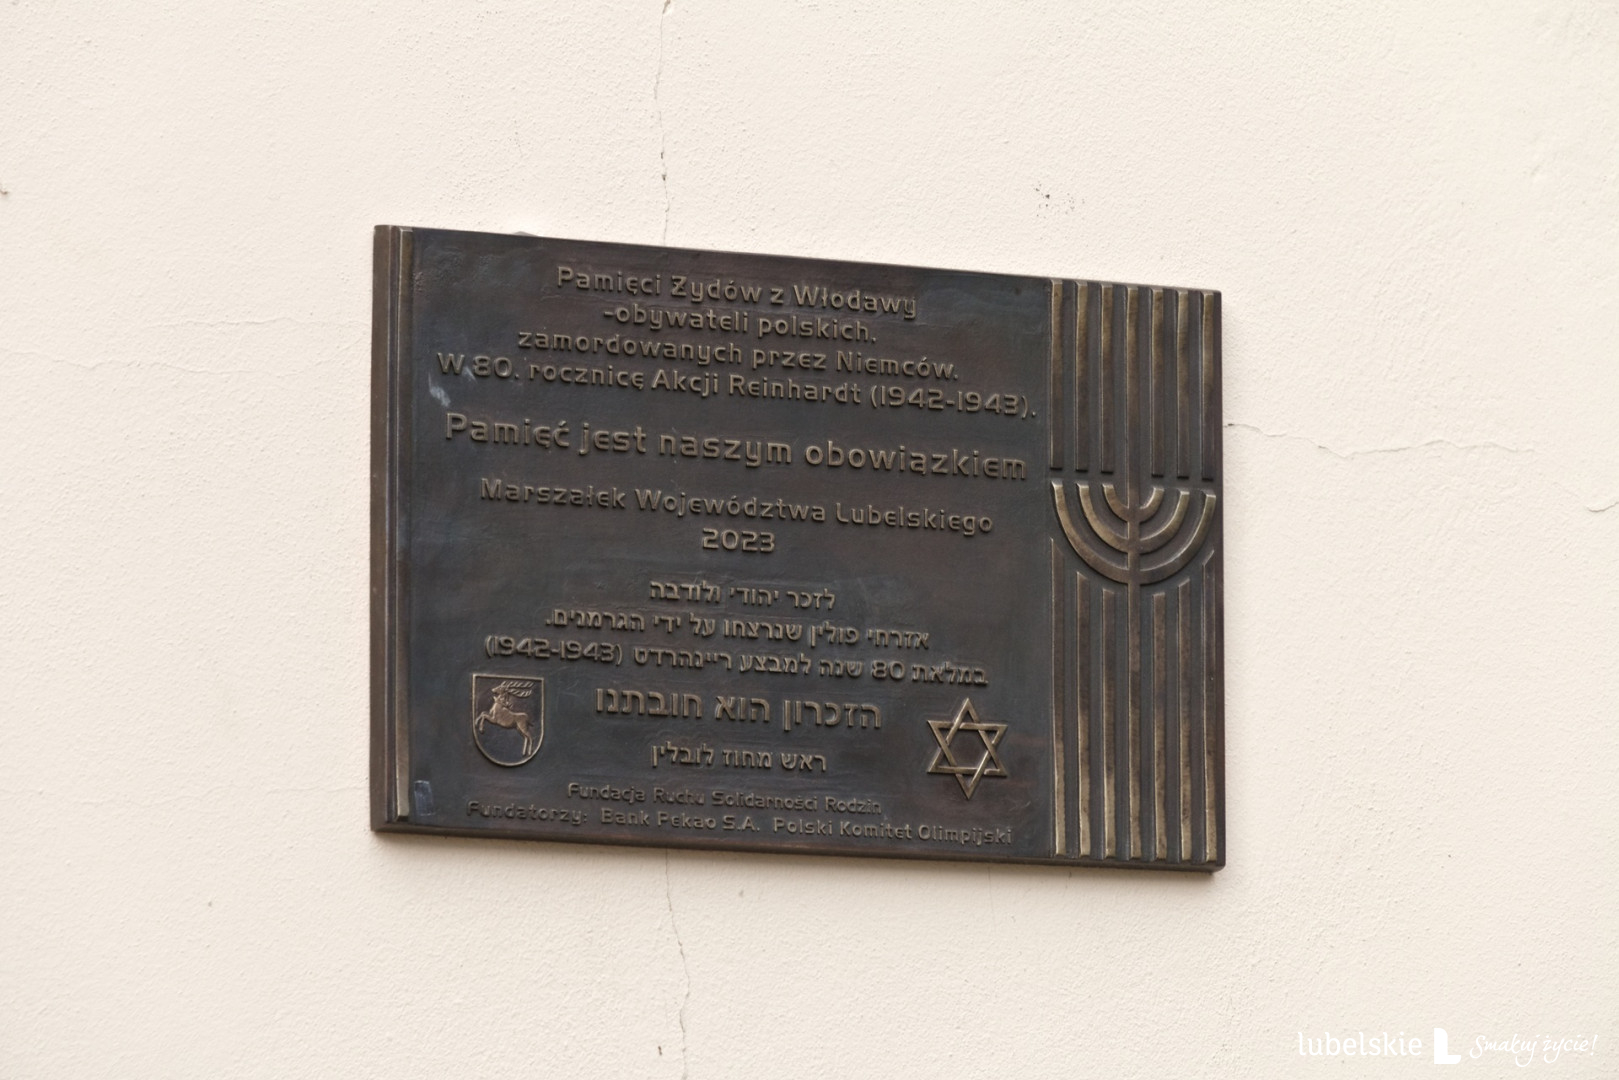 Pamięci Żydów z Włodawy
-obywateli polskich.
zamordowanych przez Niemców.
W 80. rocznicę Akcji Reinhardt (1942-1943).
Pamięć jest naszym obowiązkiem
Marszałek Województwa Lubelskiego
2023
לזכר יהודי ולודבה
אזרחי פולין שנרצחו על ידי הגרמנים.
במלאת 80 שנה למבצע ריינהרדט (1942-1943)
הזכרון הוא חובתנו
ראש מחוז לובלין
Fundacja Ruchu Solidarności Rodzin
Fundatorzy: Bank Pekao S.A. Polski Komitet Olimpijski
lubelskie Smakuj życie!